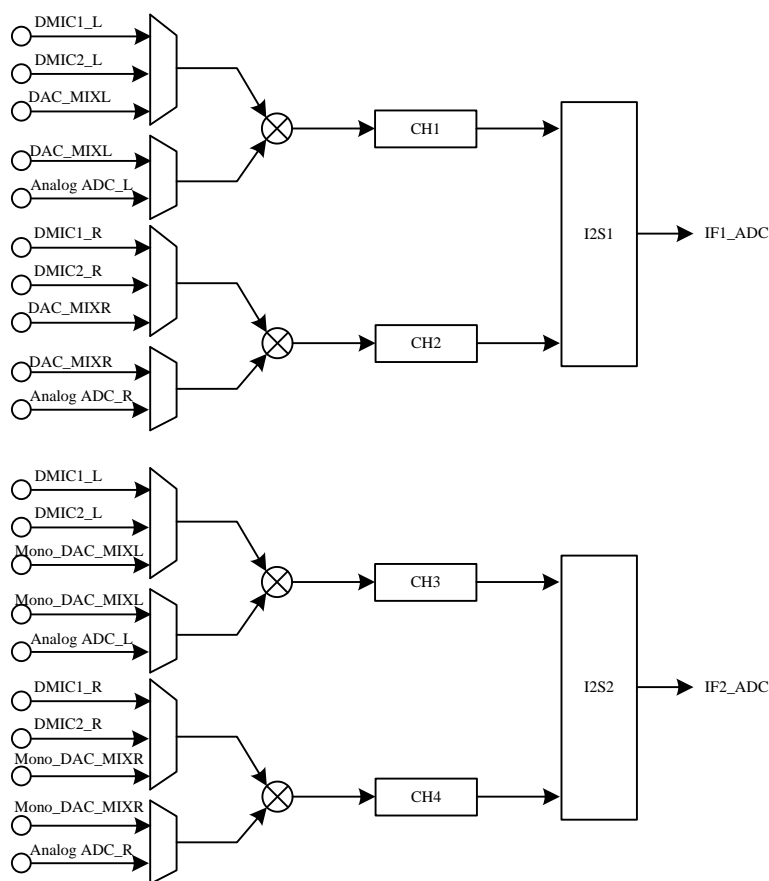 DMIC1_L
DMIC2_L
DAC_MIXL
DAC_MIXL
Analog ADC_L
CH1
DMIC1_R
DMIC2_R
DAC_MIXR
DAC_MIXR
Analog ADC_R
CH2
I2S1
IF1_ADC
DMIC1_L
DMIC2_L
Mono_DAC_MIXL
Mono_DAC_MIXL
Analog ADC_L
CH3
DMIC1_R
DMIC2_R
Mono_DAC_MIXR
Mono_DAC_MIXR
Analog ADC_R
CH4
I2S2
IF2_ADC